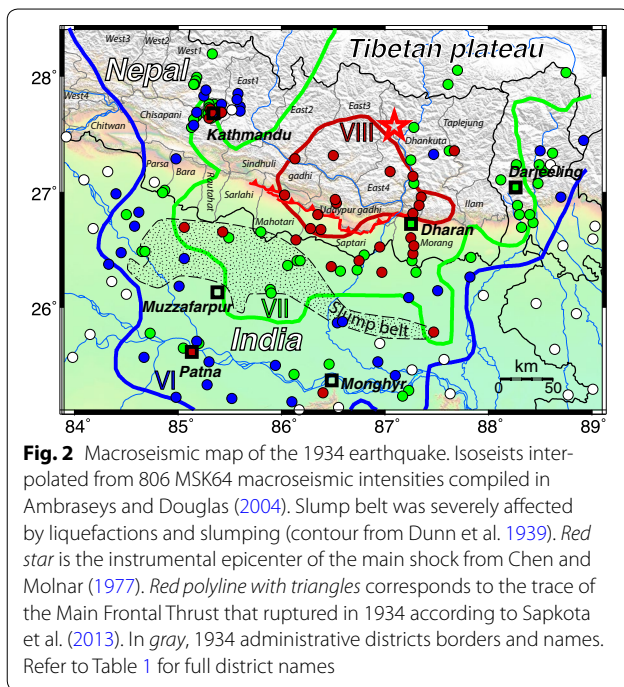 28°
27°
26°
84°
85°
86°
87°
88°
89°
Tibetan plateau
Nepal
India
West3
West2
West1
West4
East1
East2
East3
East4
Chitwan
Chisapani
Parsa
Bara
Rautahat
Sarlahi
Sindhuli
gadhi
Mahotari
Udaypur gadhi
Saptari
Dhankuta
Taplejung
Ilam
Morang
Kathmandu
Darjeeling
Dharan
Muzzafarpur
Patna
Monghyr
VIII
VII
VI
Slump belt
km
0
50
Fig. 2 Macroseismic map of the 1934 earthquake. Isoseists inter-
polated from 806 MSK64 macroseismic intensities compiled in
Ambraseys and Douglas (2004). Slump belt was severely affected
by liquefactions and slumping (contour from Dunn et al. 1939). Red
star is the instrumental epicenter of the main shock from Chen and
Molnar (1977). Red polyline with triangles corresponds to the trace of
the Main Frontal Thrust that ruptured in 1934 according to Sapkota
et al. (2013). In gray, 1934 administrative districts borders and names.
Refer to Table 1 for full district names